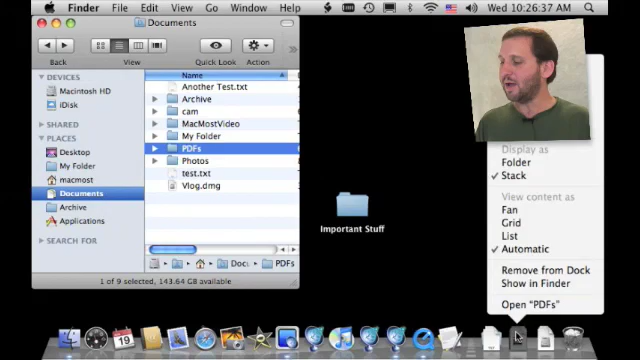 Finder File Edit View Go Window Help
Wed 10:26:37 AM
Documents
Back View Quick Look Action
DEVICES
Macintosh HD
iDisk
SHARED
PLACES
Desktop
My Folder
macmost
Documents
Archive
Applications
SEARCH FOR
Name
Another Test.txt
Archive
cam
MacMostVideo
My Folder
PDFs
Photos
test.txt
Vlog.dmg
PDFs
1 of 9 selected, 243.67 GB available
Important Stuff
Display as
Folder
✓ Stack
View content as
Fan
Grid
List
✓ Automatic
Remove from Dock
Show in Finder
Open "PDFs"
19